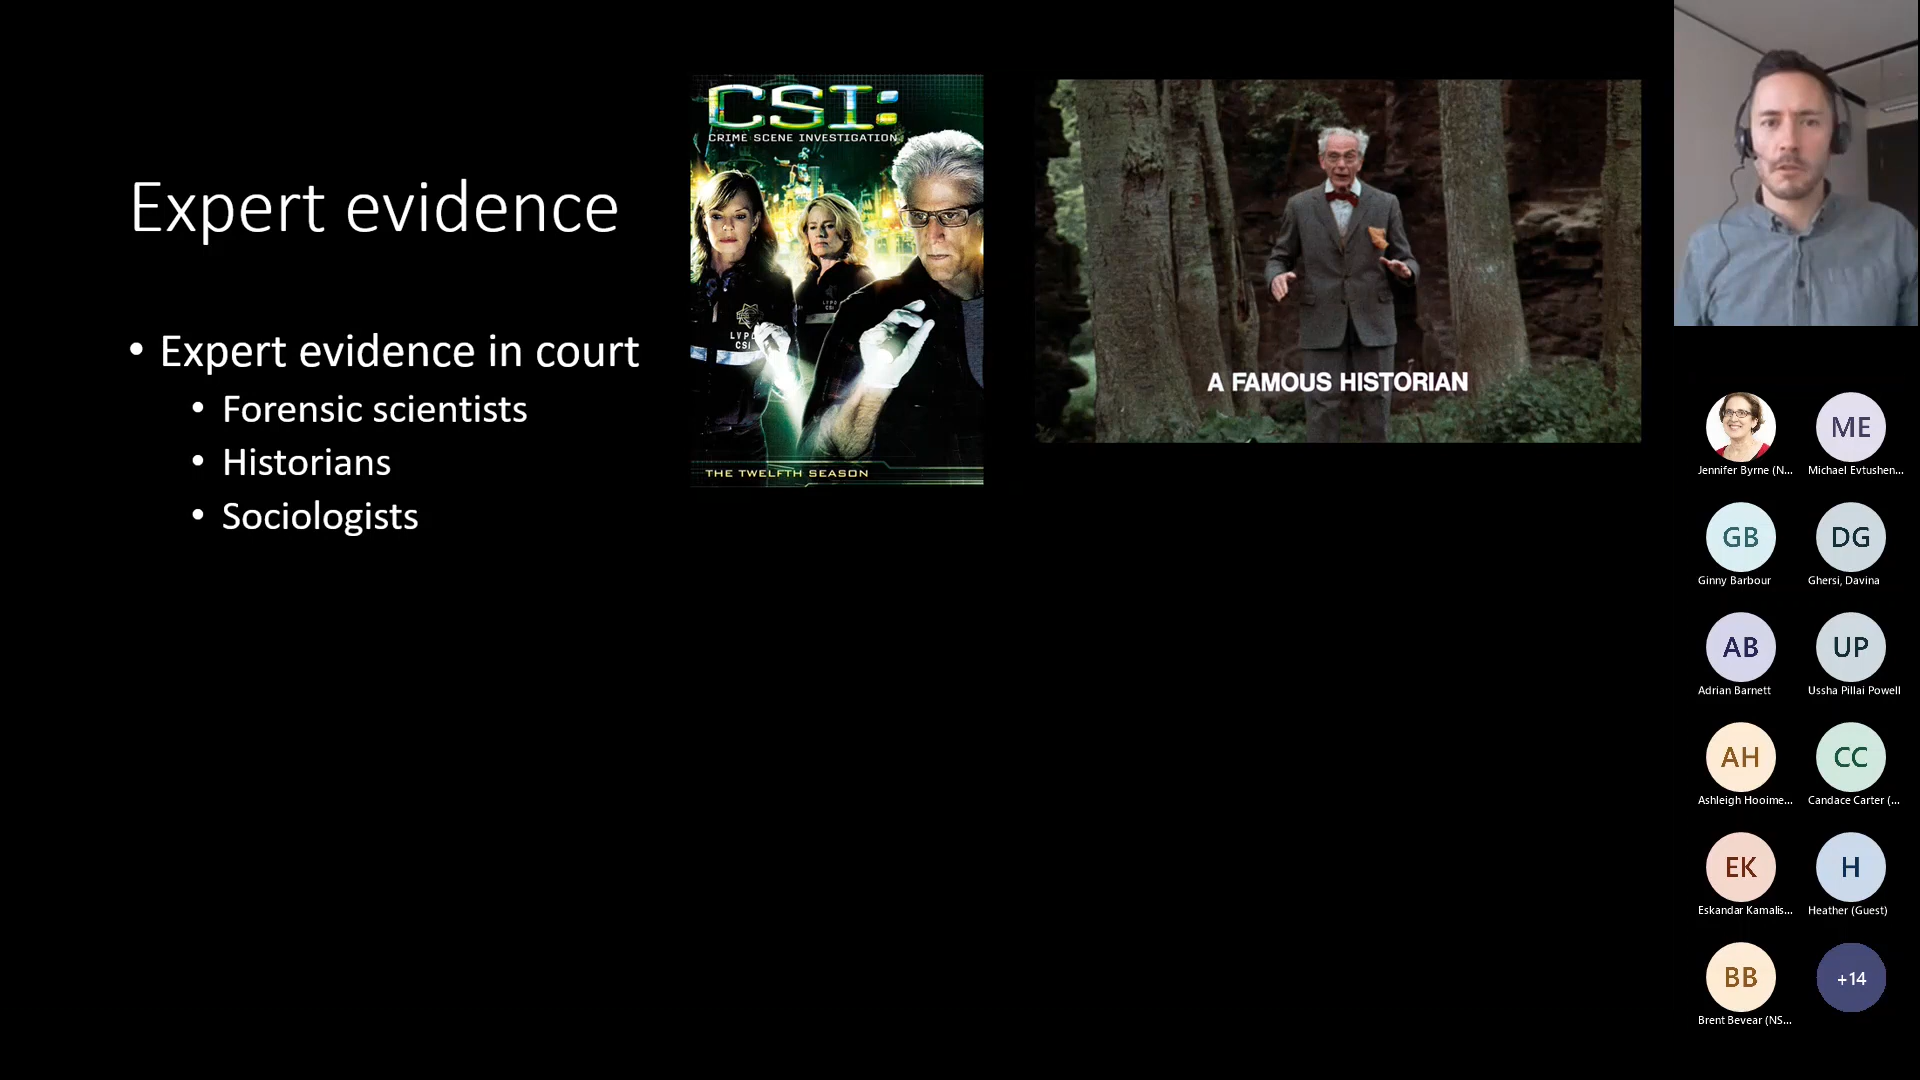 Expert evidence
• Expert evidence in court
• Forensic scientists
• Historians
• Sociologists
CSI:
CRIME SCENE INVESTIGATION
LVPD
CSI
LVPD
CSI
THE TWELFTH SEASON
A FAMOUS HISTORIAN
Jennifer Byrne (N...
ME
Michael Evtushen...
GB
Ginny Barbour
DG
Ghersi, Davina
AB
Adrian Barnett
UP
Ussha Pillai Powell
AH
Ashleigh Hooime...
CC
Candace Carter (...
EK
Eskandar Kamalis...
H
Heather (Guest)
BB
Brent Bevear (NS...
+14